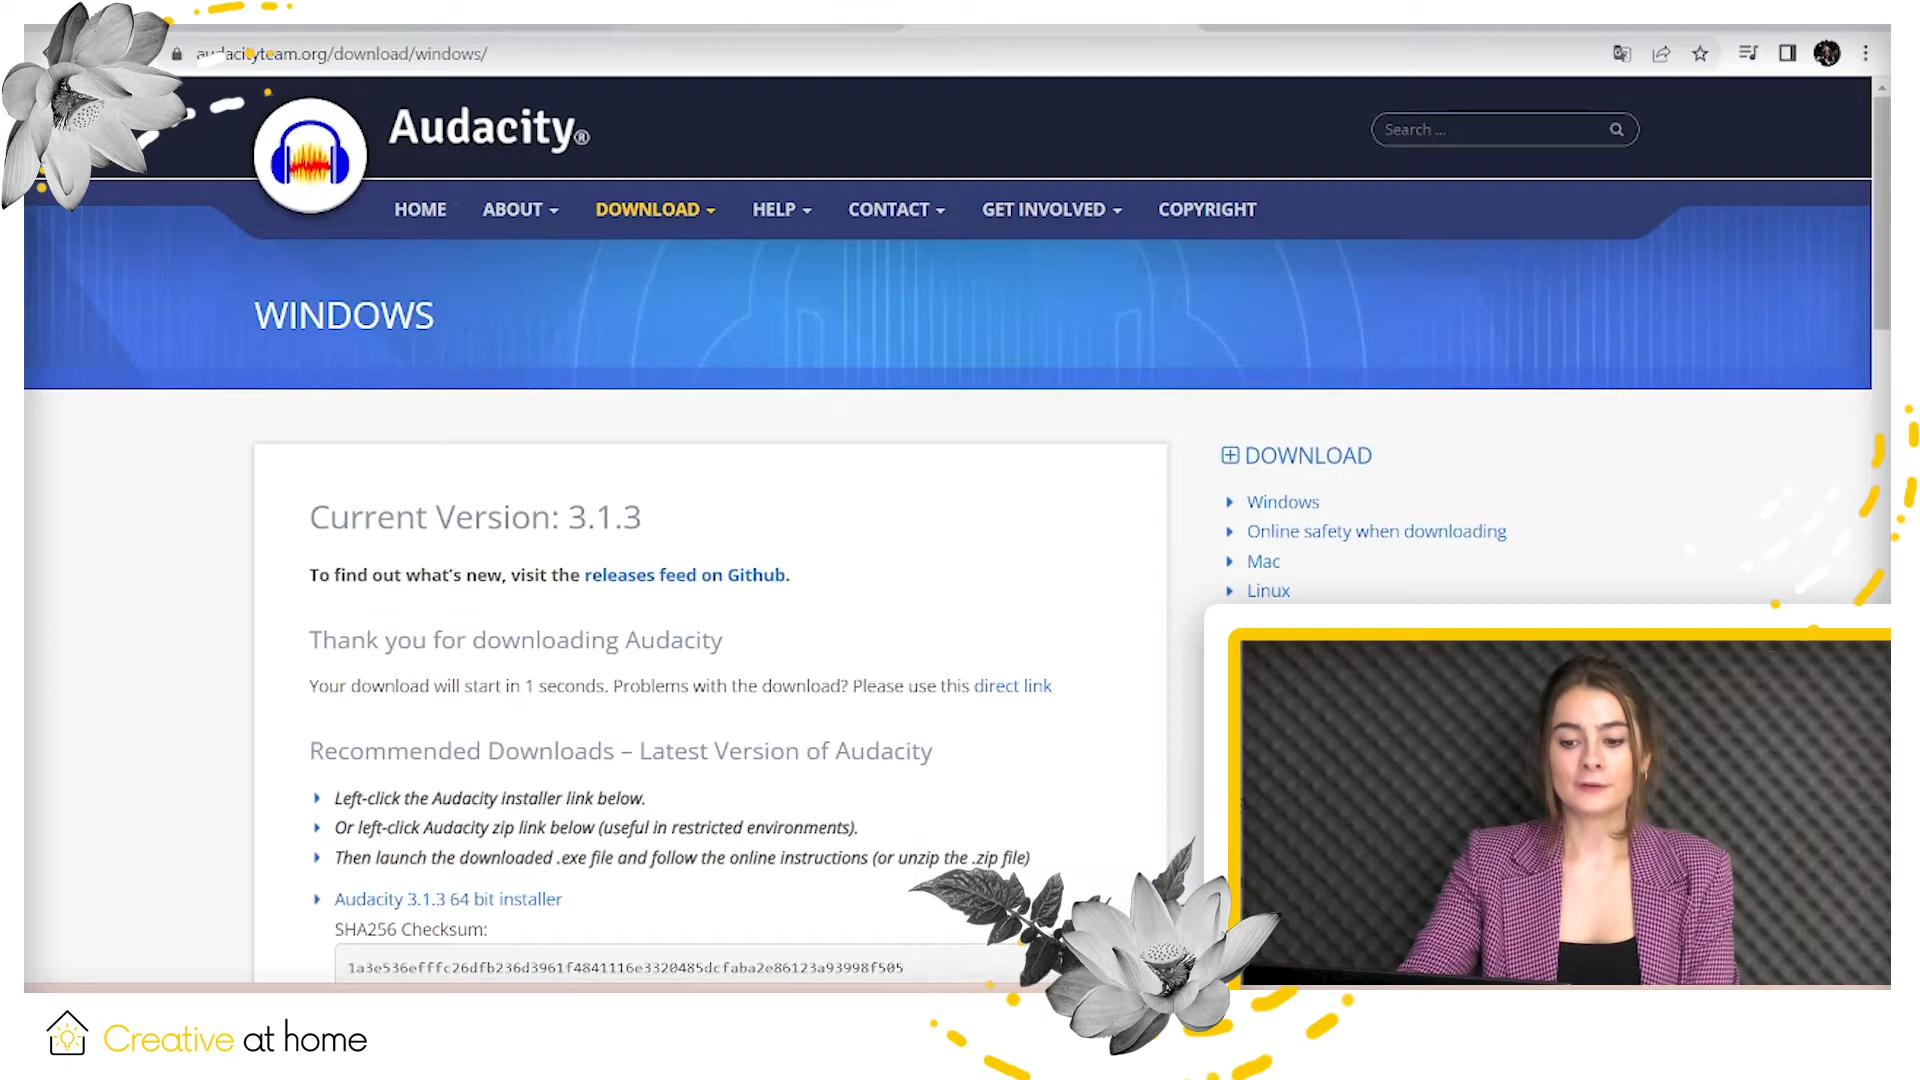 audacityteam.org/download/windows/
Audacity®
Search ...
HOME ABOUT DOWNLOAD HELP CONTACT GET INVOLVED COPYRIGHT
WINDOWS
Current Version: 3.1.3
To find out what's new, visit the releases feed on Github.
Thank you for downloading Audacity
Your download will start in 1 seconds. Problems with the download? Please use this direct link
Recommended Downloads – Latest Version of Audacity
Left-click the Audacity installer link below.
Or left-click Audacity zip link below (useful in restricted environments).
Then launch the downloaded .exe file and follow the online instructions (or unzip the .zip file)
Audacity 3.1.3 64 bit installer
SHA256 Checksum:
1a3e536efffc26dfb236d3961f4841116e3320485dcfaba2e86123a93998f505
DOWNLOAD
Windows
Online safety when downloading
Mac
Linux
Creative at home